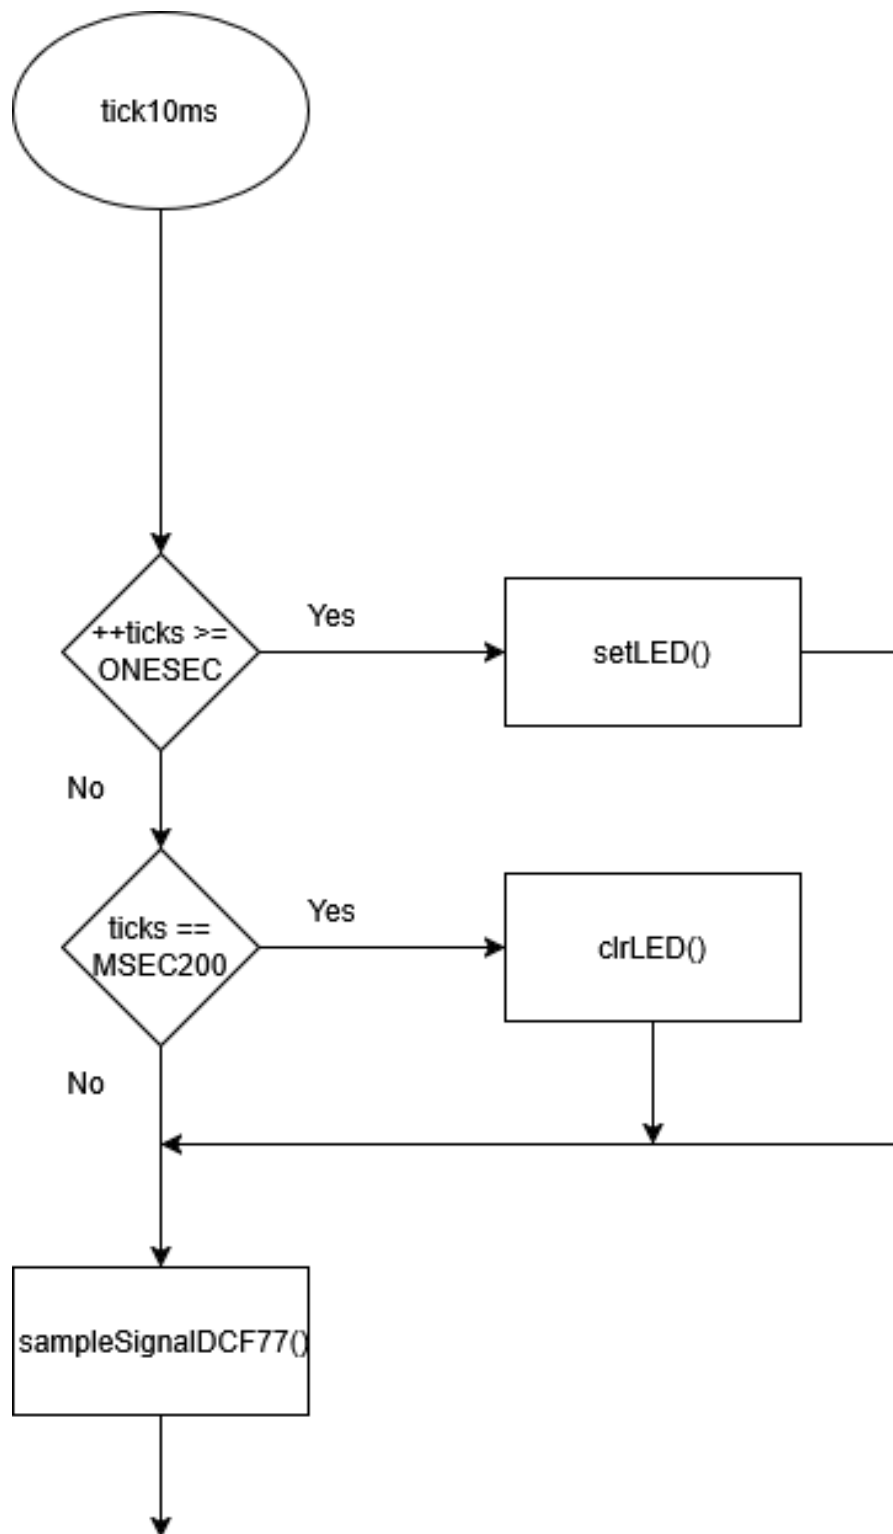 tick10ms
++ticks >=
ONESEC
Yes
setLED()
No
ticks ==
MSEC200
Yes
clrLED()
No
sampleSignalDCF77()